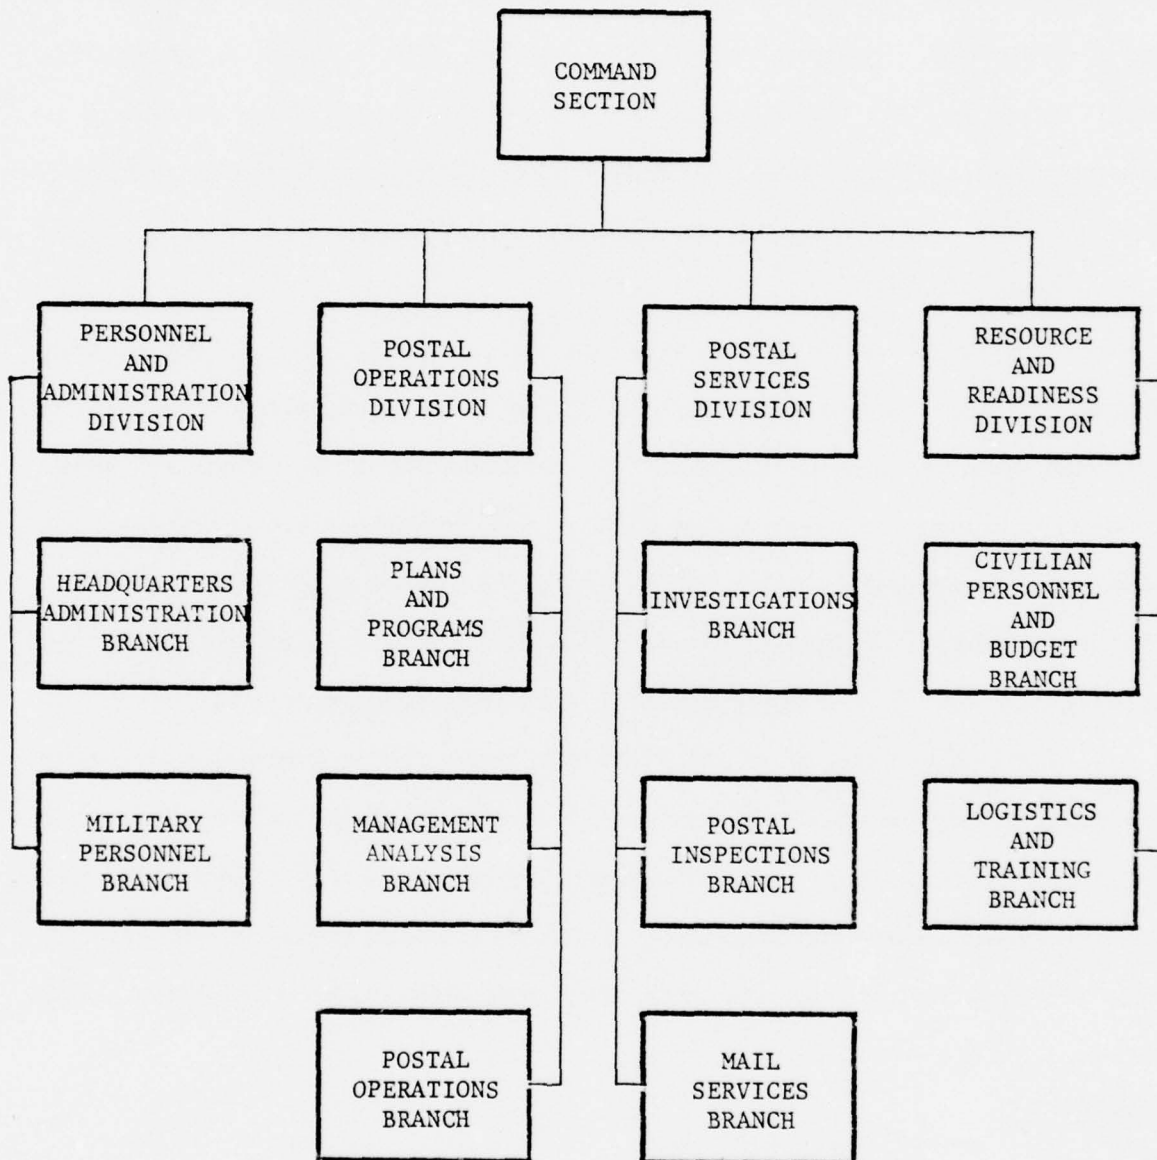 COMMAND
SECTION
PERSONNEL
AND
ADMINISTRATION
DIVISION
POSTAL
OPERATIONS
DIVISION
POSTAL
SERVICES
DIVISION
RESOURCE
AND
READINESS
DIVISION
HEADQUARTERS
ADMINISTRATION
BRANCH
PLANS
AND
PROGRAMS
BRANCH
INVESTIGATIONS
BRANCH
CIVILIAN
PERSONNEL
AND
BUDGET
BRANCH
MILITARY
PERSONNEL
BRANCH
MANAGEMENT
ANALYSIS
BRANCH
POSTAL
INSPECTIONS
BRANCH
LOGISTICS
AND
TRAINING
BRANCH
POSTAL
OPERATIONS
BRANCH
MAIL
SERVICES
BRANCH